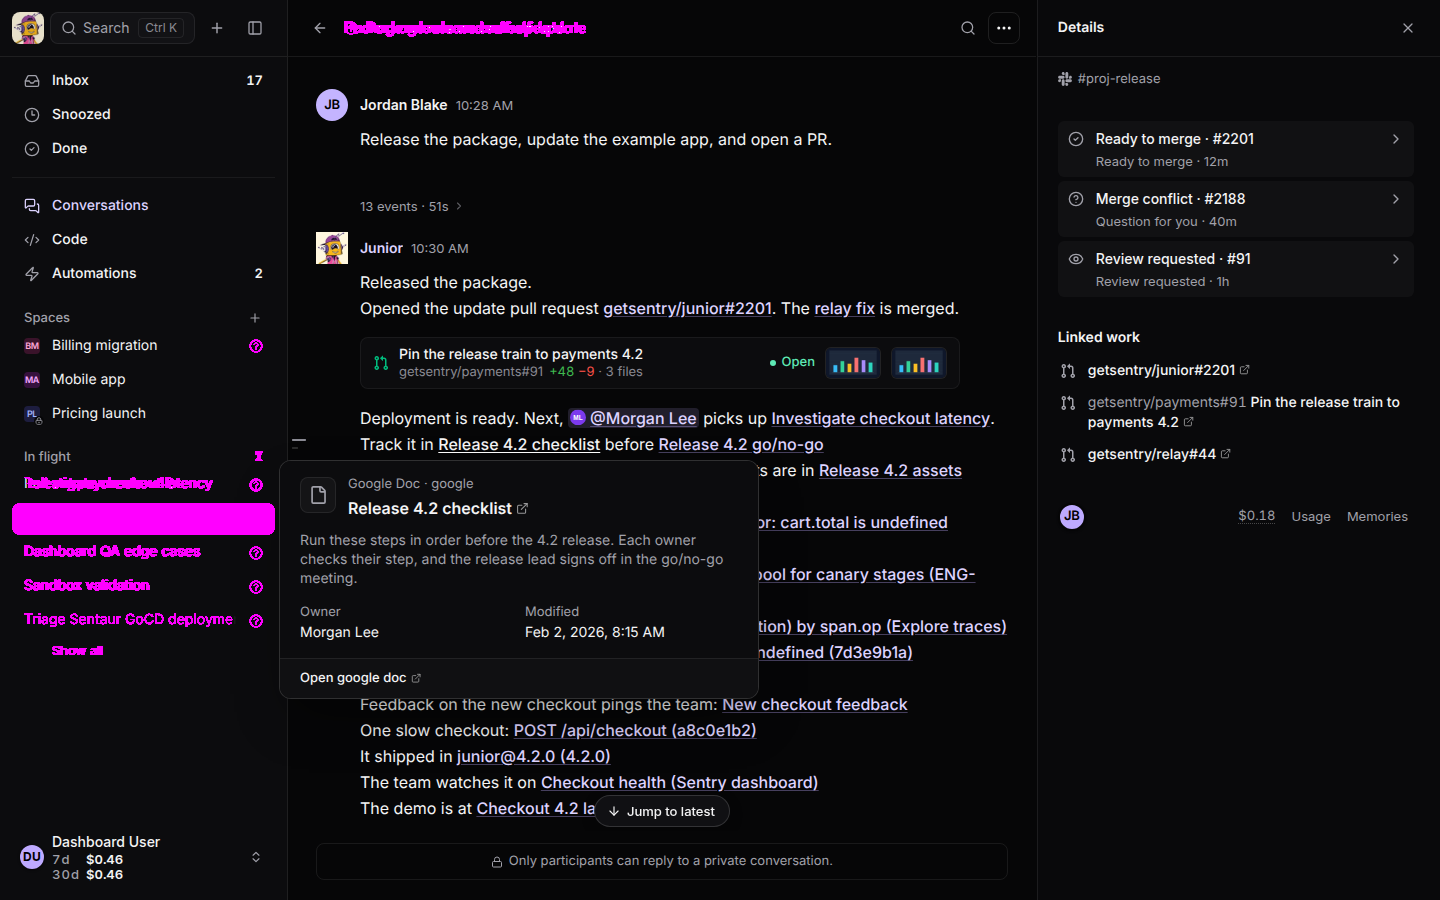 Search Ctrl K
Inbox 17
Snoozed
Done
Conversations
Code
Automations 2
Spaces
BM Billing migration
MA Mobile app
PL Pricing launch
In flight
Dashboard QA edge cases
Sandbox validation
Triage Sentaur GoCD deployme
Show all
DU Dashboard User
7d $0.46
30d $0.46
JB Jordan Blake 10:28 AM
Release the package, update the example app, and open a PR.
13 events · 51s
Junior 10:30 AM
Released the package.
Opened the update pull request getsentry/junior#2201. The relay fix is merged.
Pin the release train to payments 4.2
getsentry/payments#91 +48 −9 · 3 files
Open
Deployment is ready. Next, ML @Morgan Lee picks up Investigate checkout latency.
Track it in Release 4.2 checklist before Release 4.2 go/no-go
s are in Release 4.2 assets
or: cart.total is undefined
ool for canary stages (ENG-
tion) by span.op (Explore traces)
ndefined (7d3e9b1a)
Google Doc · google
Release 4.2 checklist
Run these steps in order before the 4.2 release. Each owner
checks their step, and the release lead signs off in the go/no-go
meeting.
Owner Modified
Morgan Lee Feb 2, 2026, 8:15 AM
Open google doc
Feedback on the new checkout pings the team: New checkout feedback
One slow checkout: POST /api/checkout (a8c0e1b2)
It shipped in junior@4.2.0 (4.2.0)
The team watches it on Checkout health (Sentry dashboard)
The demo is at Checkout 4.2 la
Jump to latest
Only participants can reply to a private conversation.
Details
#proj-release
Ready to merge · #2201
Ready to merge · 12m
Merge conflict · #2188
Question for you · 40m
Review requested · #91
Review requested · 1h
Linked work
getsentry/junior#2201
getsentry/payments#91 Pin the release train to
payments 4.2
getsentry/relay#44
JB $0.18 Usage Memories